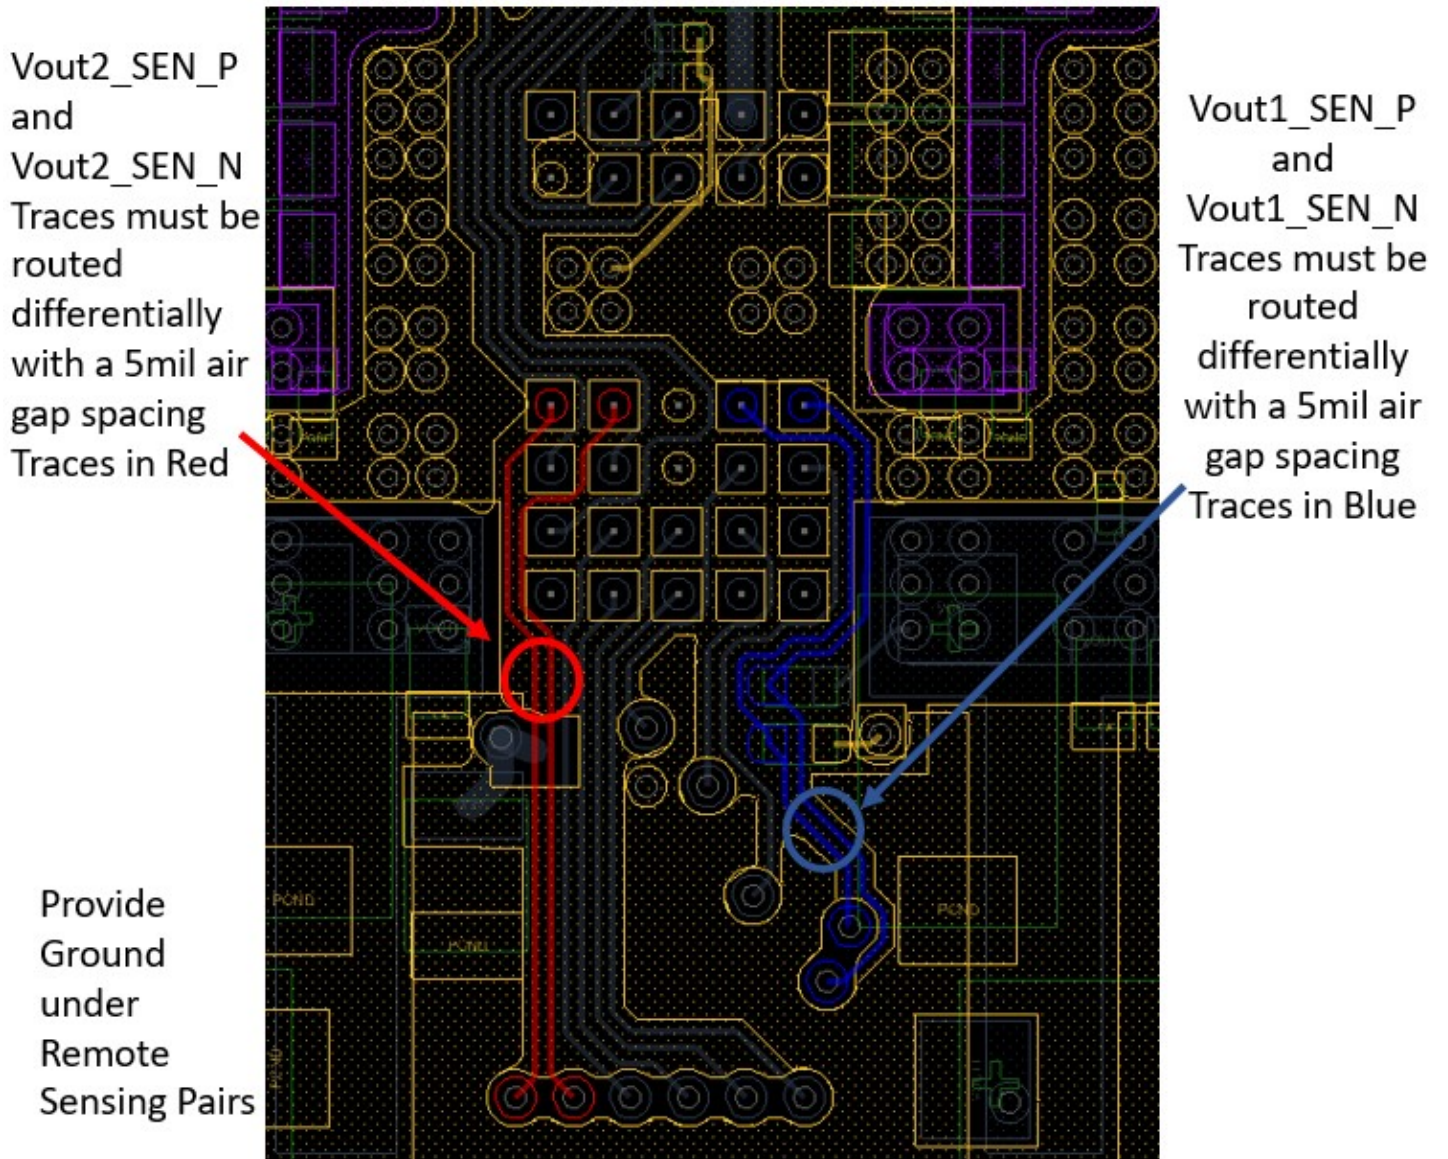 Vout2_SEN_P
and
Vout2_SEN_N
Traces must be
routed
differentially
with a 5mil air
gap spacing
Traces in Red
Vout1_SEN_P
and
Vout1_SEN_N
Traces must be
routed
differentially
with a 5mil air
gap spacing
Traces in Blue
Provide
Ground
under
Remote
Sensing Pairs
PGND
PGND